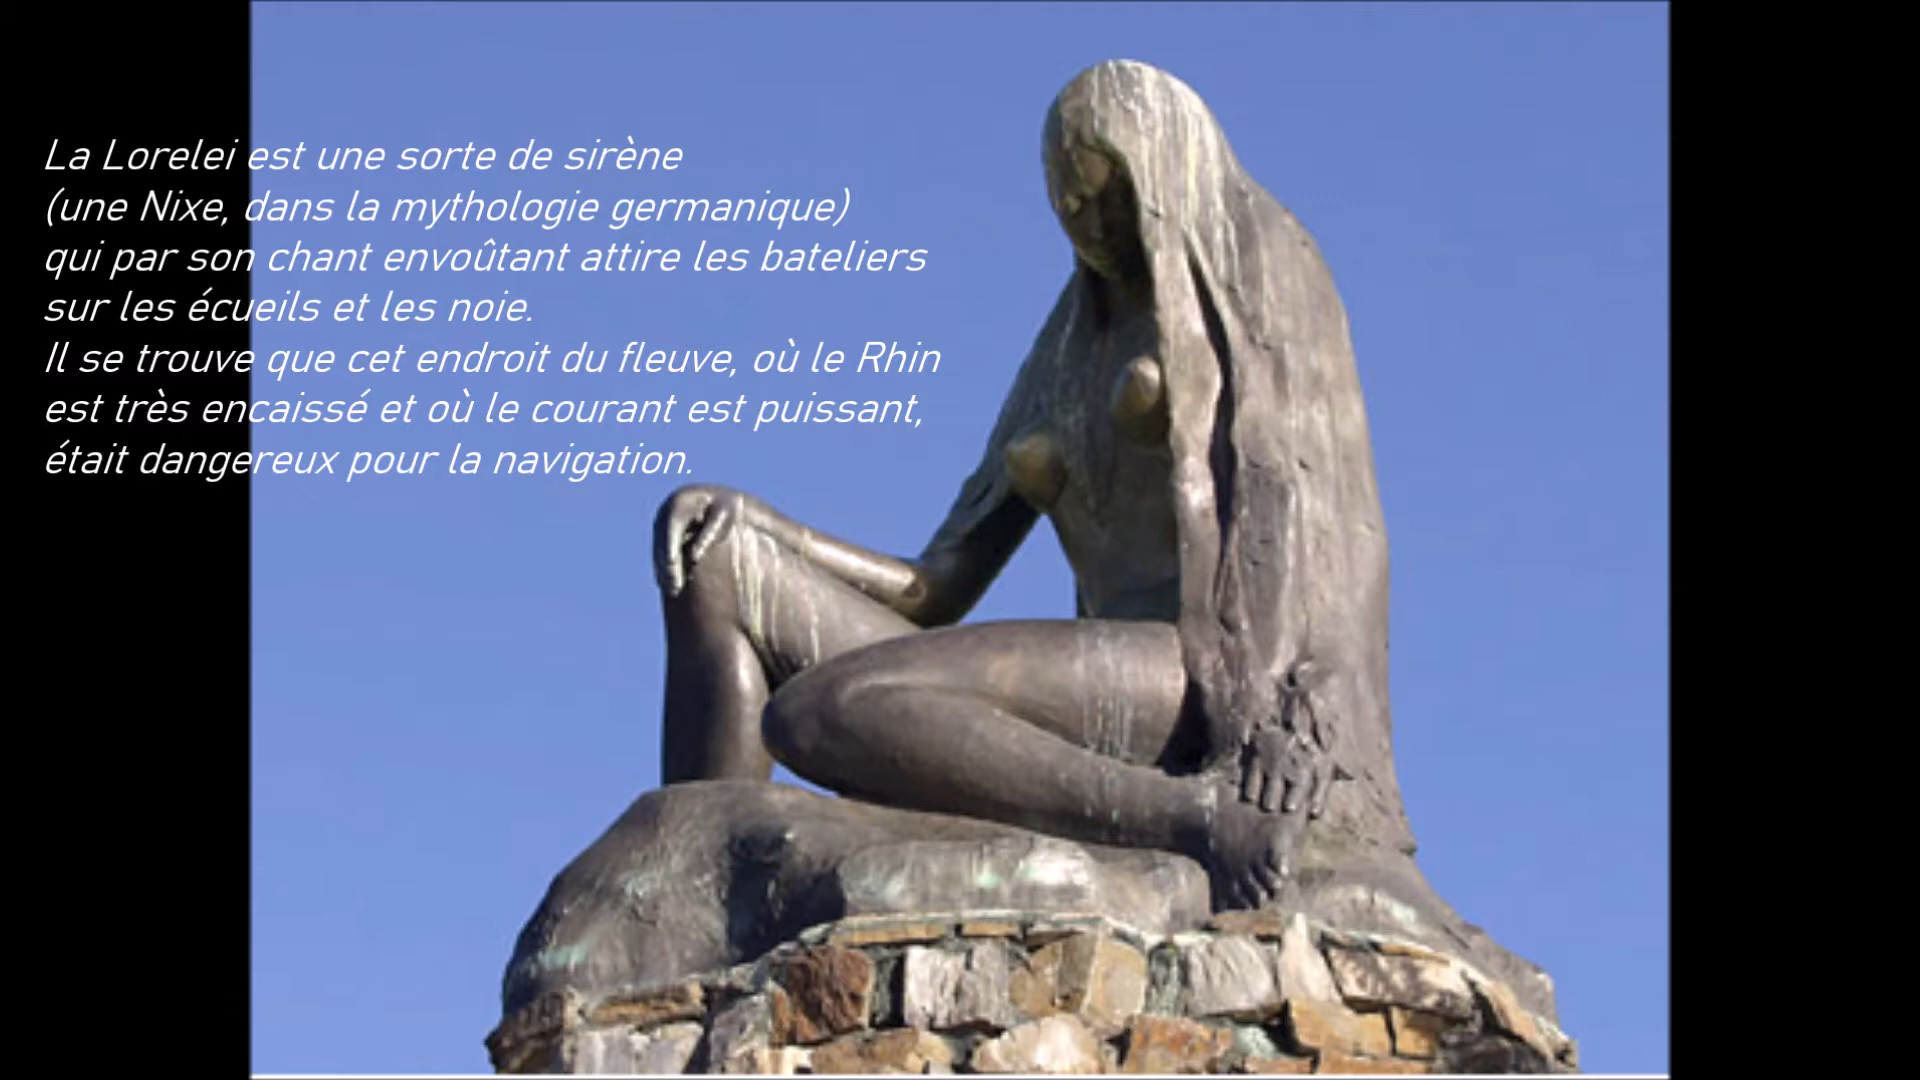 La Lorelei est une sorte de sirène
(une Nixe, dans la mythologie germanique)
qui par son chant envoûtant attire les bateliers
sur les écueils et les noie.
Il se trouve que cet endroit du fleuve, où le Rhin
est très encaissé et où le courant est puissant,
était dangereux pour la navigation.